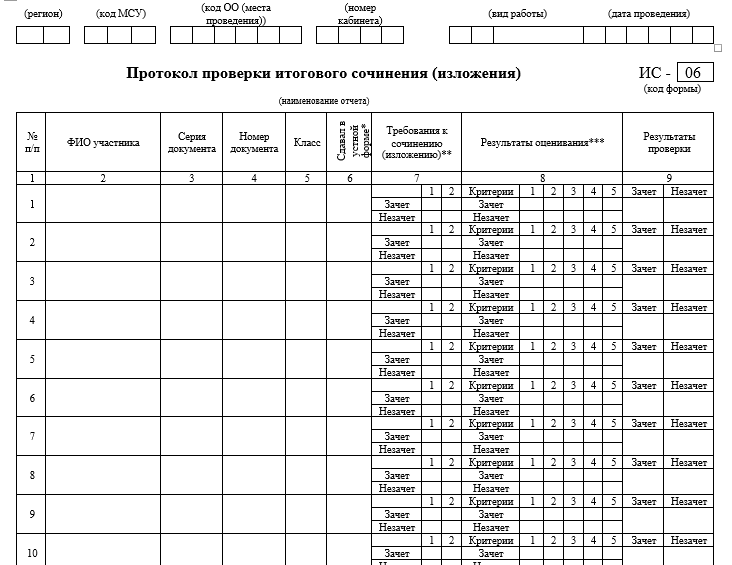 (регион) (код МСУ) (код ОО (места проведения)) (номер кабинета) (вид работы) (дата проведения)
Протокол проверки итогового сочинения (изложения) ИС - 06
(код формы)
(наименование отчета)
№ п/п ФИО участника Серия документа Номер документа Класс Сдавал в устной форме* Требования к сочинению (изложению)** Результаты оценивания*** Результаты проверки
1 2 3 4 5 6 7 8 9
1 2 Критерии 1 2 3 4 5 Зачет Незачет
1 Зачет Зачет
Незачет Незачет
1 2 Критерии 1 2 3 4 5 Зачет Незачет
2 Зачет Зачет
Незачет Незачет
1 2 Критерии 1 2 3 4 5 Зачет Незачет
3 Зачет Зачет
Незачет Незачет
1 2 Критерии 1 2 3 4 5 Зачет Незачет
4 Зачет Зачет
Незачет Незачет
1 2 Критерии 1 2 3 4 5 Зачет Незачет
5 Зачет Зачет
Незачет Незачет
1 2 Критерии 1 2 3 4 5 Зачет Незачет
6 Зачет Зачет
Незачет Незачет
1 2 Критерии 1 2 3 4 5 Зачет Незачет
7 Зачет Зачет
Незачет Незачет
1 2 Критерии 1 2 3 4 5 Зачет Незачет
8 Зачет Зачет
Незачет Незачет
1 2 Критерии 1 2 3 4 5 Зачет Незачет
9 Зачет Зачет
Незачет Незачет
1 2 Критерии 1 2 3 4 5 Зачет Незачет
10 Зачет Зачет